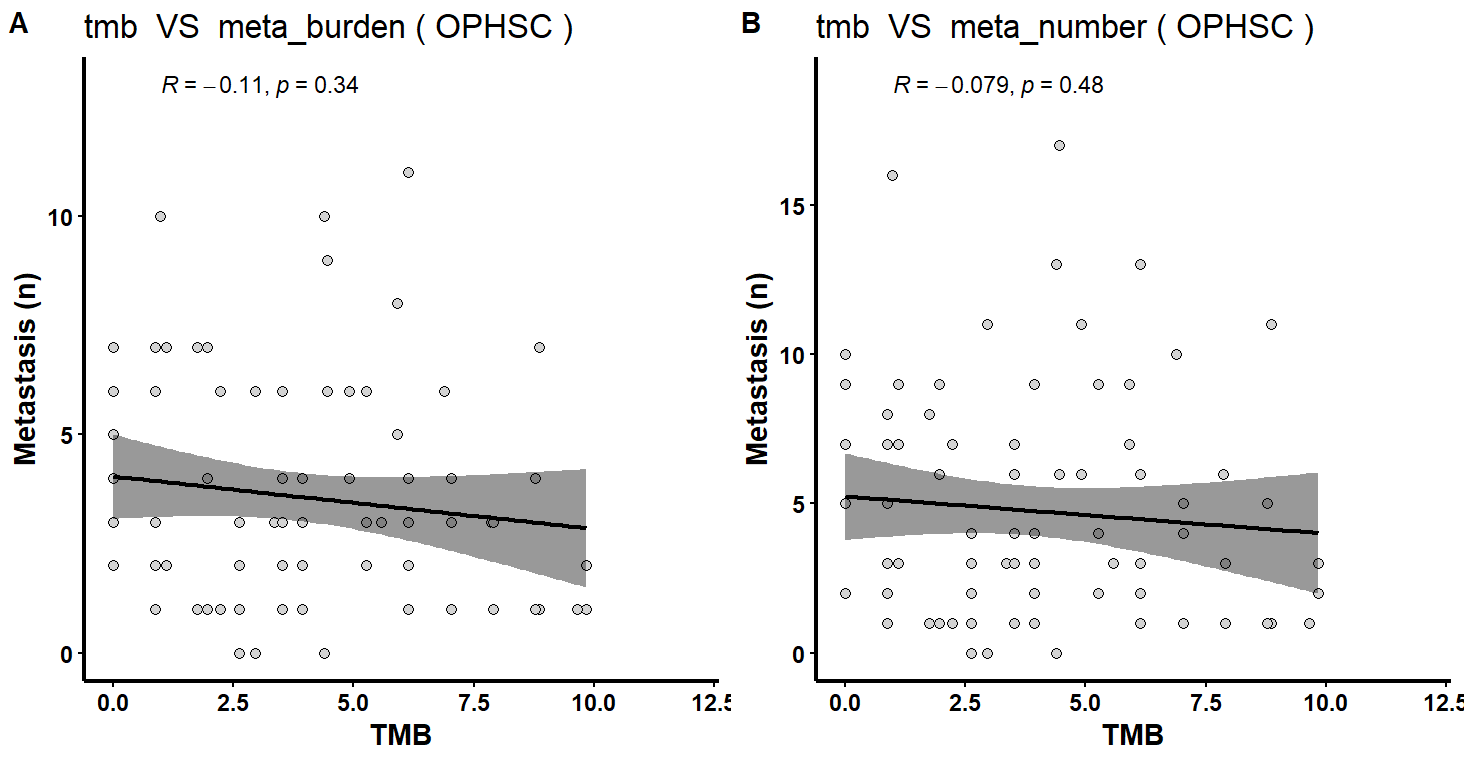 A
tmb VS meta_burden ( OPHSC )
R = −0.11, p = 0.34
Metastasis (n)
10
5
0
0.0 2.5 5.0 7.5 10.0 12.5
TMB
B
tmb VS meta_number ( OPHSC )
R = −0.079, p = 0.48
Metastasis (n)
15
10
5
0
0.0 2.5 5.0 7.5 10.0 12.5
TMB